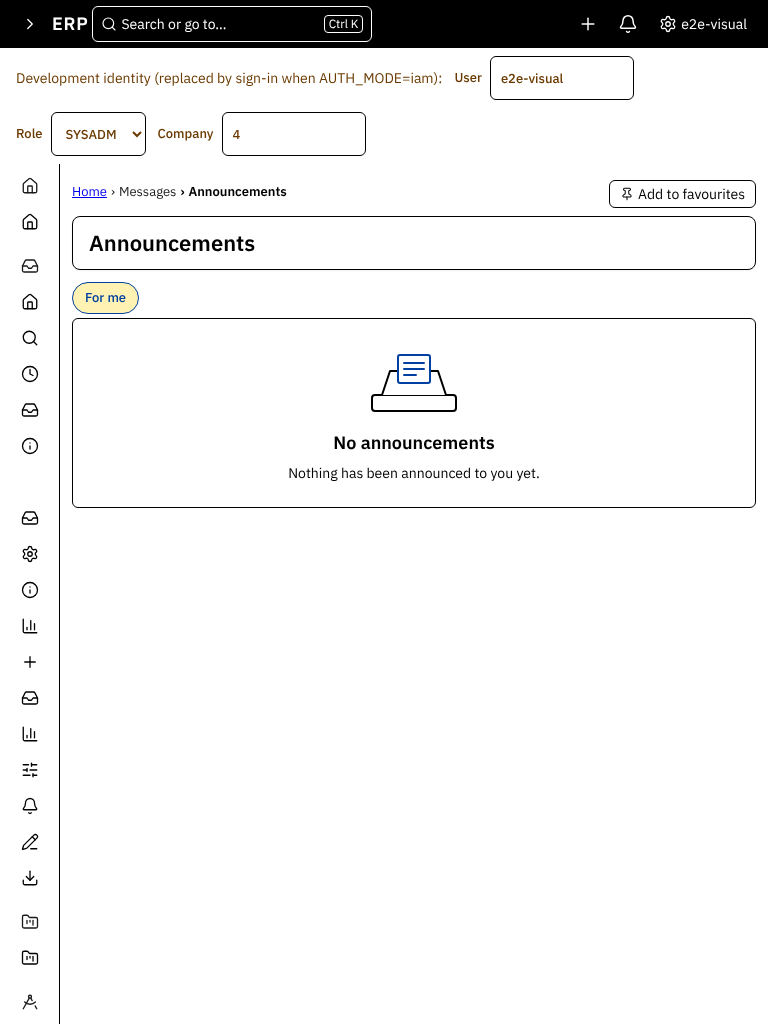 ERP
Search or go to...
Ctrl K
e2e-visual
Development identity (replaced by sign-in when AUTH_MODE=iam):
User
e2e-visual
Role
SYSADM
Company
4
Home › Messages › Announcements
Add to favourites
Announcements
For me
No announcements
Nothing has been announced to you yet.